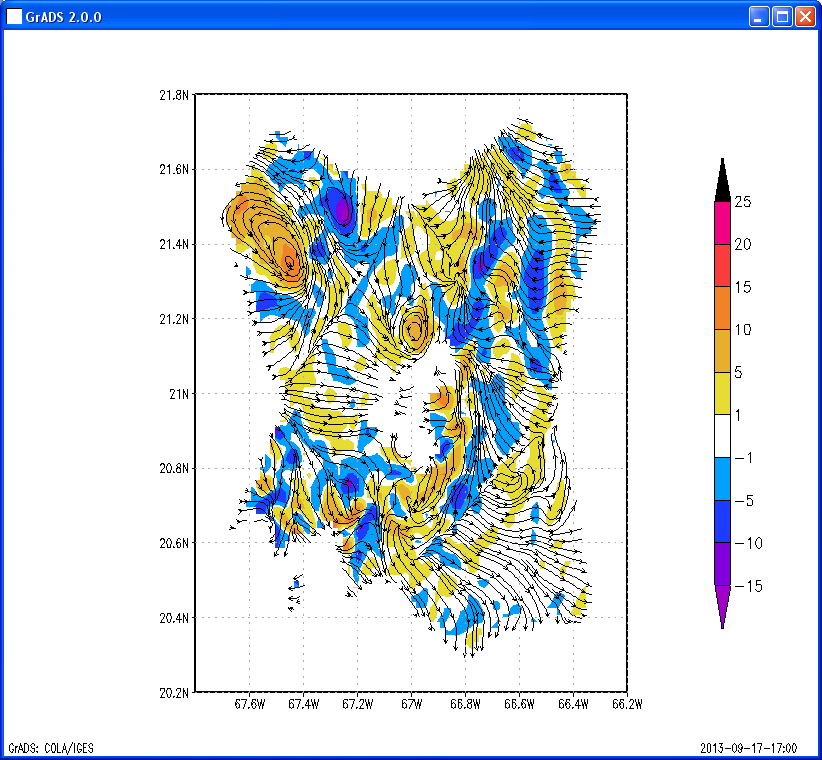 GrADS 2.0.0
21.8N
21.6N
21.4N
21.2N
21N
20.8N
20.6N
20.4N
20.2N
67.6W 67.4W 67.2W 67W 66.8W 66.6W 66.4W 66.2W
25
20
15
10
5
1
-1
-5
-10
-15
GrADS: COLA/IGES
2013-09-17-17:00